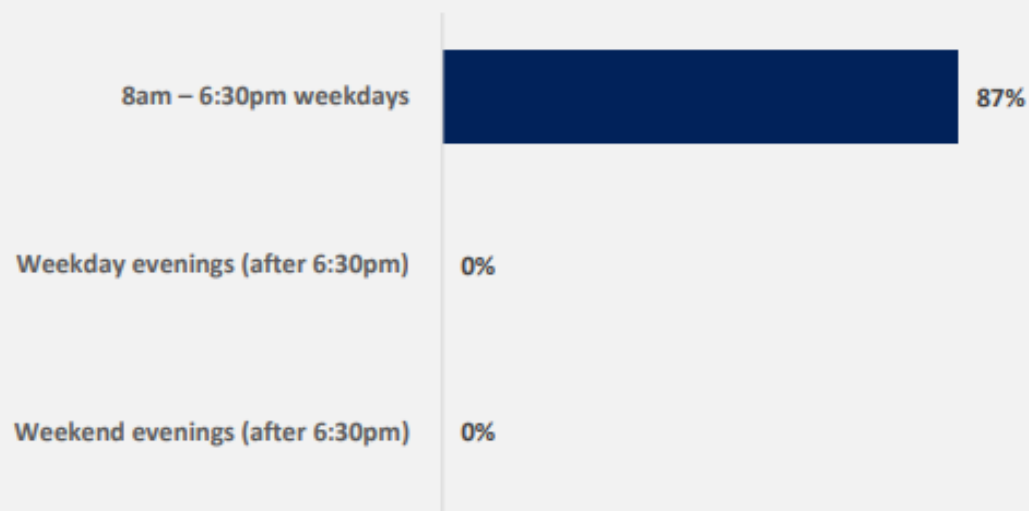 8am – 6:30pm weekdays 87%
Weekday evenings (after 6:30pm) 0%
Weekend evenings (after 6:30pm) 0%